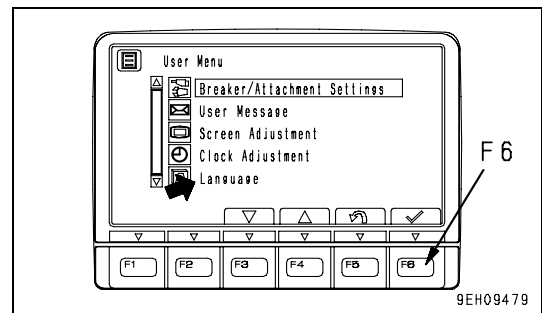 User Menu
Breaker/Attachment Settings
User Message
Screen Adjustment
Clock Adjustment
Language
F6
F1 F2 F3 F4 F5 F6
9EH09479